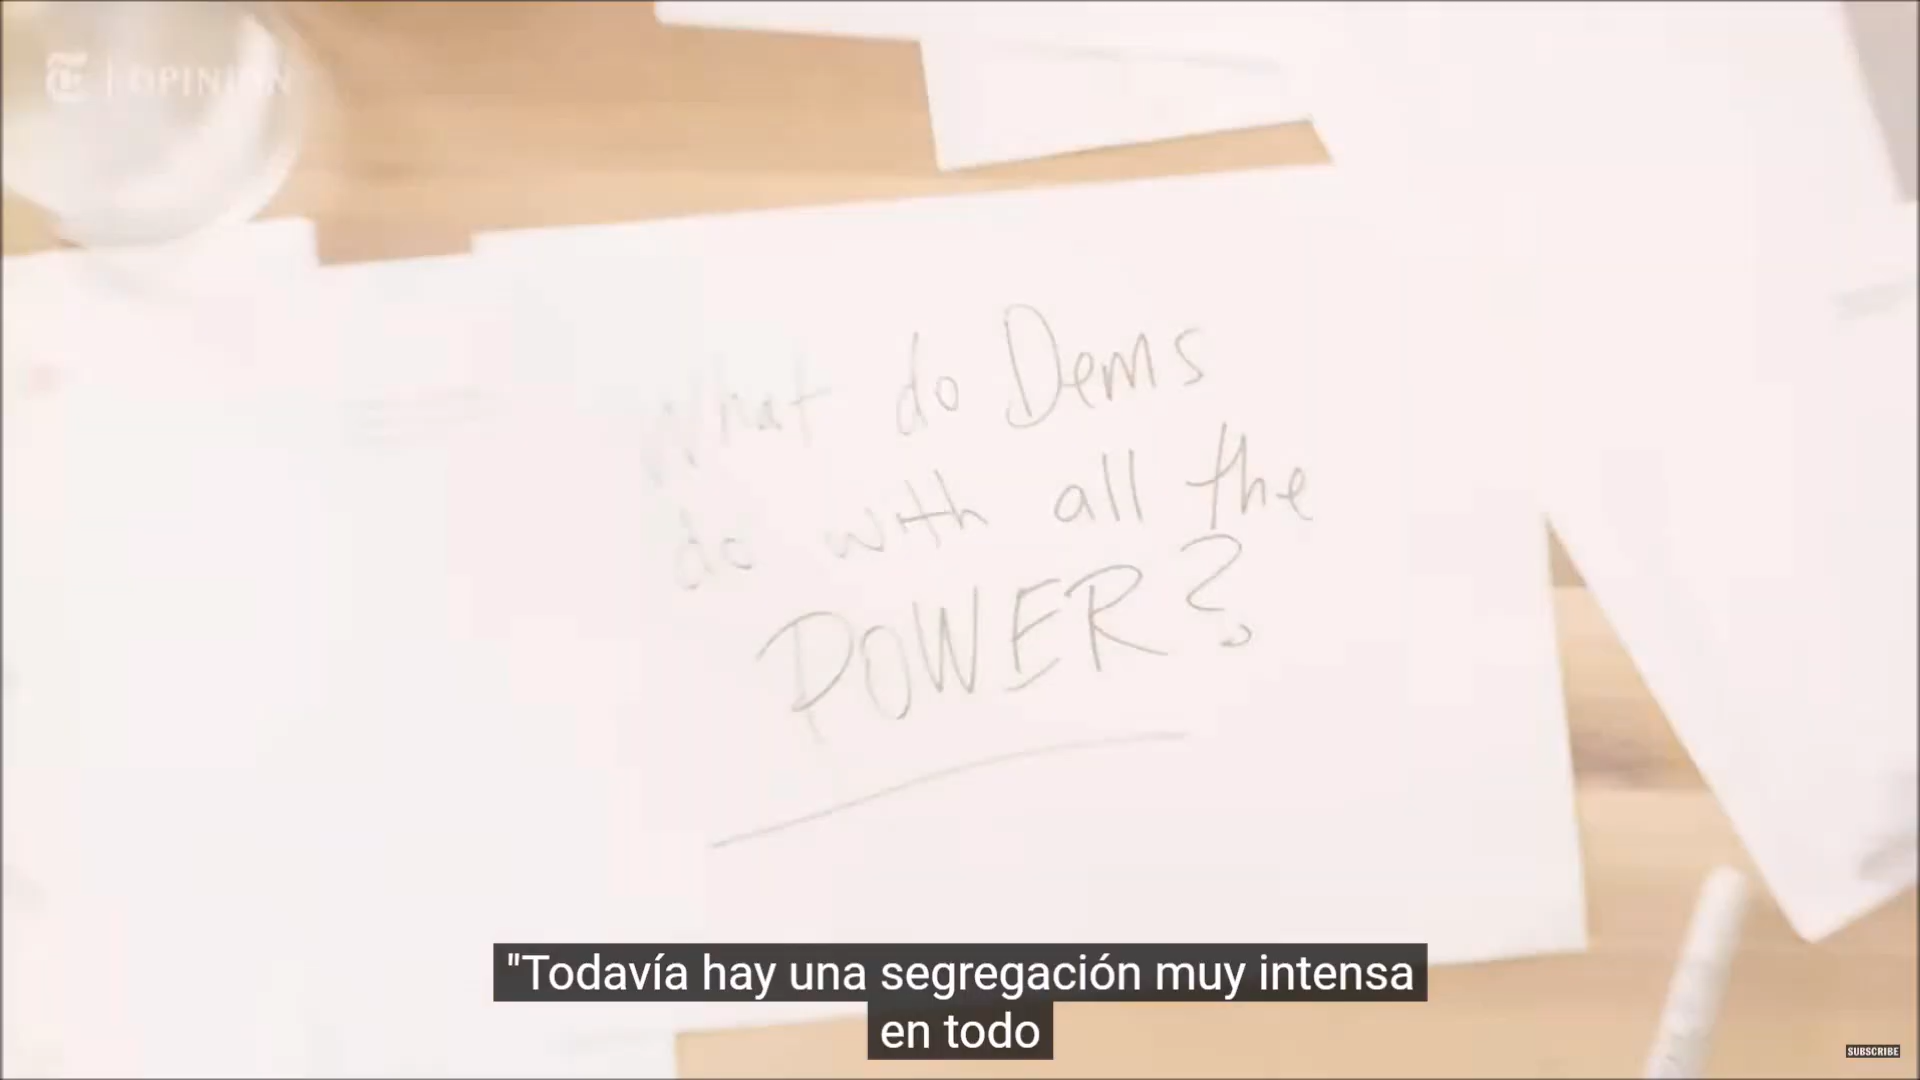 T | OPINION
What do Dems
do with all the
POWER?
"Todavía hay una segregación muy intensa
en todo
SUBSCRIBE